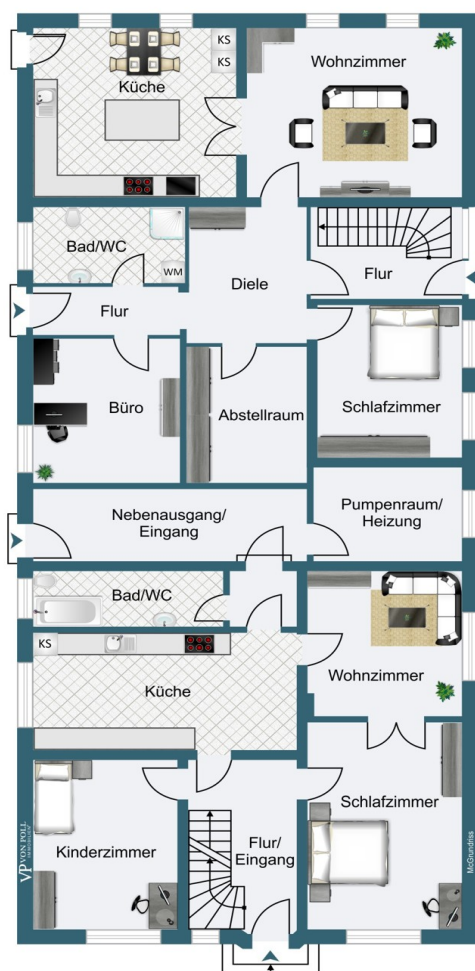 KS
KS
Küche
Wohnzimmer
Bad/WC
WM
Diele
Flur
Flur
Büro
Abstellraum
Schlafzimmer
Nebenausgang/
Eingang
Pumpenraum/
Heizung
Bad/WC
KS
Küche
Wohnzimmer
Schlafzimmer
Kinderzimmer
Flur/
Eingang
VP VON POLL
IMMOBILIEN
McGrundriss